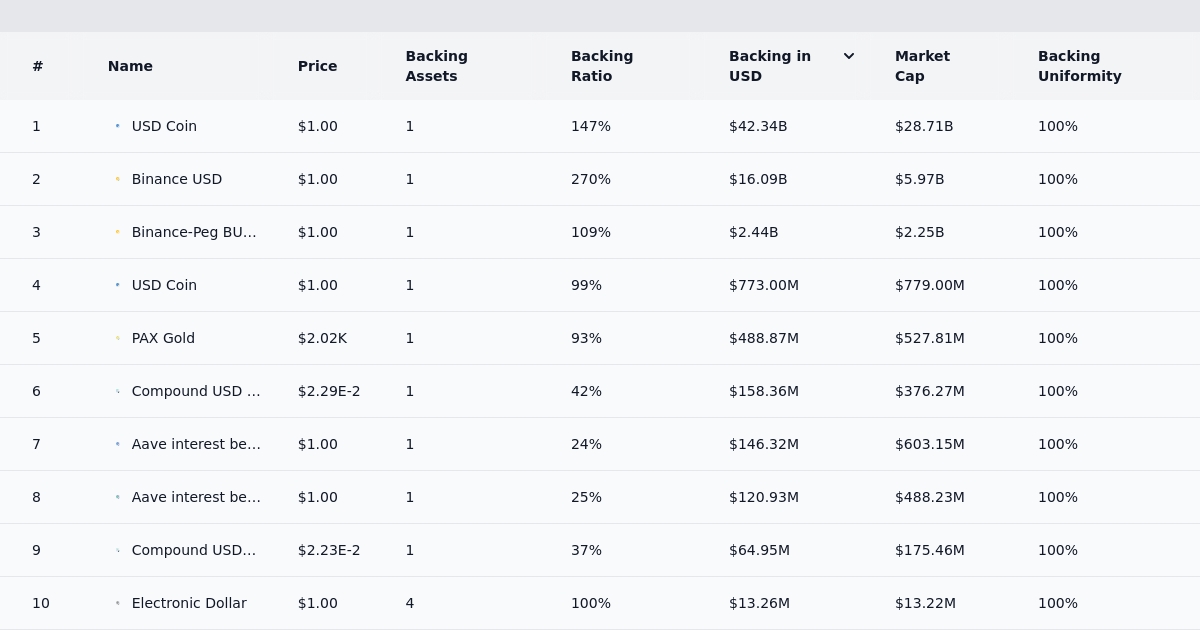 # Name Price Backing Assets Backing Ratio Backing in USD Market Cap Backing Uniformity
1 USD Coin $1.00 1 147% $42.34B $28.71B 100%
2 Binance USD $1.00 1 270% $16.09B $5.97B 100%
3 Binance-Peg BU... $1.00 1 109% $2.44B $2.25B 100%
4 USD Coin $1.00 1 99% $773.00M $779.00M 100%
5 PAX Gold $2.02K 1 93% $488.87M $527.81M 100%
6 Compound USD ... $2.29E-2 1 42% $158.36M $376.27M 100%
7 Aave interest be... $1.00 1 24% $146.32M $603.15M 100%
8 Aave interest be... $1.00 1 25% $120.93M $488.23M 100%
9 Compound USD... $2.23E-2 1 37% $64.95M $175.46M 100%
10 Electronic Dollar $1.00 4 100% $13.26M $13.22M 100%